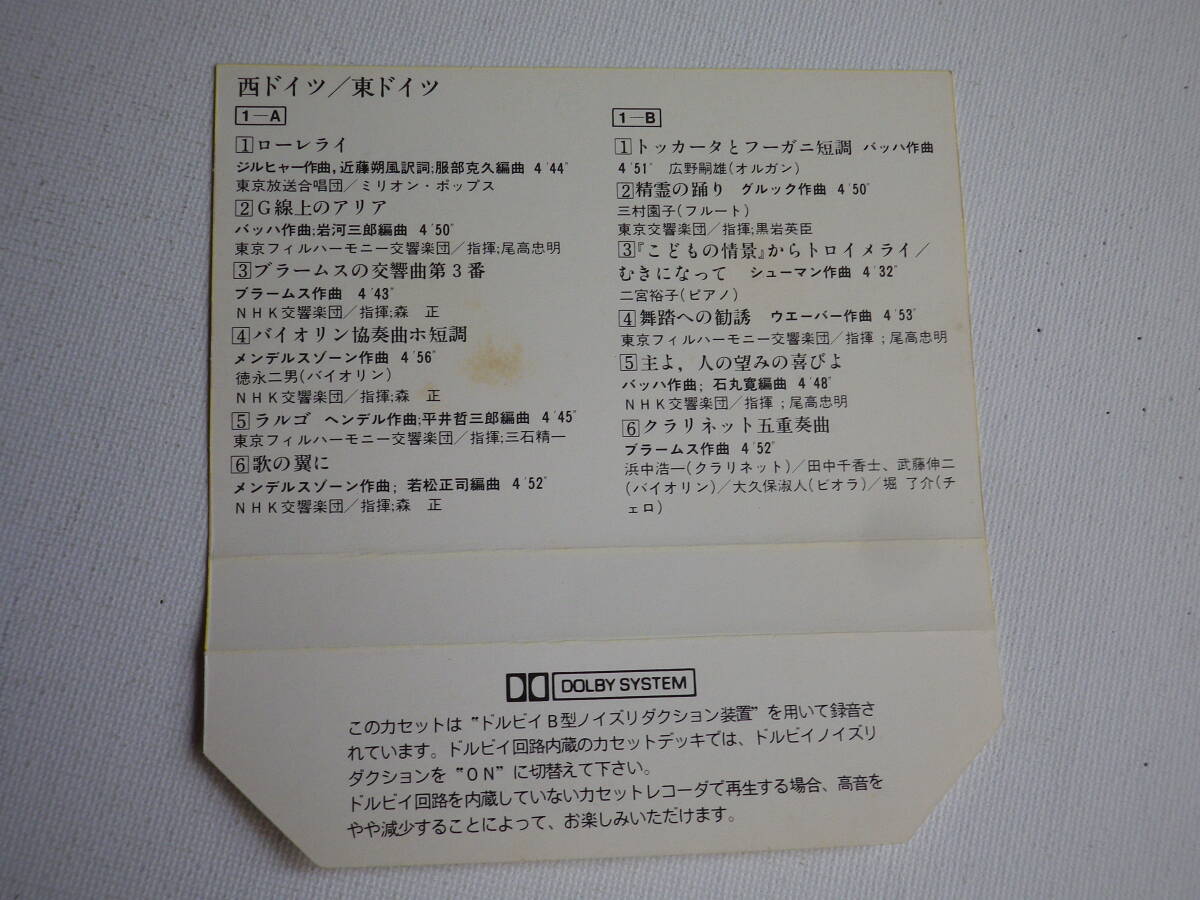 西ドイツ／東ドイツ
1－A
1 ローレライ
ジルヒャー作曲,近藤朔風訳詞;服部克久編曲 4'44"
東京放送合唱団／ミリオン・ポップス
2 G線上のアリア
バッハ作曲;岩河三郎編曲 4'50"
東京フィルハーモニー交響楽団／指揮;尾高忠明
3 ブラームスの交響曲第3番
ブラームス作曲 4'43"
NHK交響楽団／指揮;森 正
4 バイオリン協奏曲ホ短調
メンデルスゾーン作曲 4'56"
徳永二男(バイオリン)
NHK交響楽団／指揮;森 正
5 ラルゴ ヘンデル作曲;平井哲三郎編曲 4'45"
東京フィルハーモニー交響楽団／指揮;三石精一
6 歌の翼に
メンデルスゾーン作曲; 若松正司編曲 4'52"
NHK交響楽団／指揮;森 正
1－B
1 トッカータとフーガニ短調 バッハ作曲
4'51" 広野嗣雄(オルガン)
2 精霊の踊り グルック作曲 4'50"
三村園子(フルート)
東京交響楽団／指揮;黒岩英臣
3 『こどもの情景』からトロイメライ／
むきになって シューマン作曲 4'32"
二宮裕子(ピアノ)
4 舞踏への勧誘 ウエーバー作曲 4'53"
東京フィルハーモニー交響楽団／指揮;尾高忠明
5 主よ，人の望みの喜びよ
バッハ作曲; 石丸寛編曲 4'48"
NHK交響楽団／指揮;尾高忠明
6 クラリネット五重奏曲
ブラームス作曲 4'52"
浜中浩一(クラリネット)／田中千香士、武藤伸二
(バイオリン)／大久保淑人(ビオラ)／堀 了介(チ
ェロ)
DOLBY SYSTEM
このカセットは"ドルビイB型ノイズリダクション装置"を用いて録音さ
れています。ドルビイ回路内蔵のカセットデッキでは、ドルビイノイズリ
ダクションを"ON"に切替えて下さい。
ドルビイ回路を内蔵していないカセットレコーダで再生する場合、高音を
やや減少することによって、お楽しみいただけます。